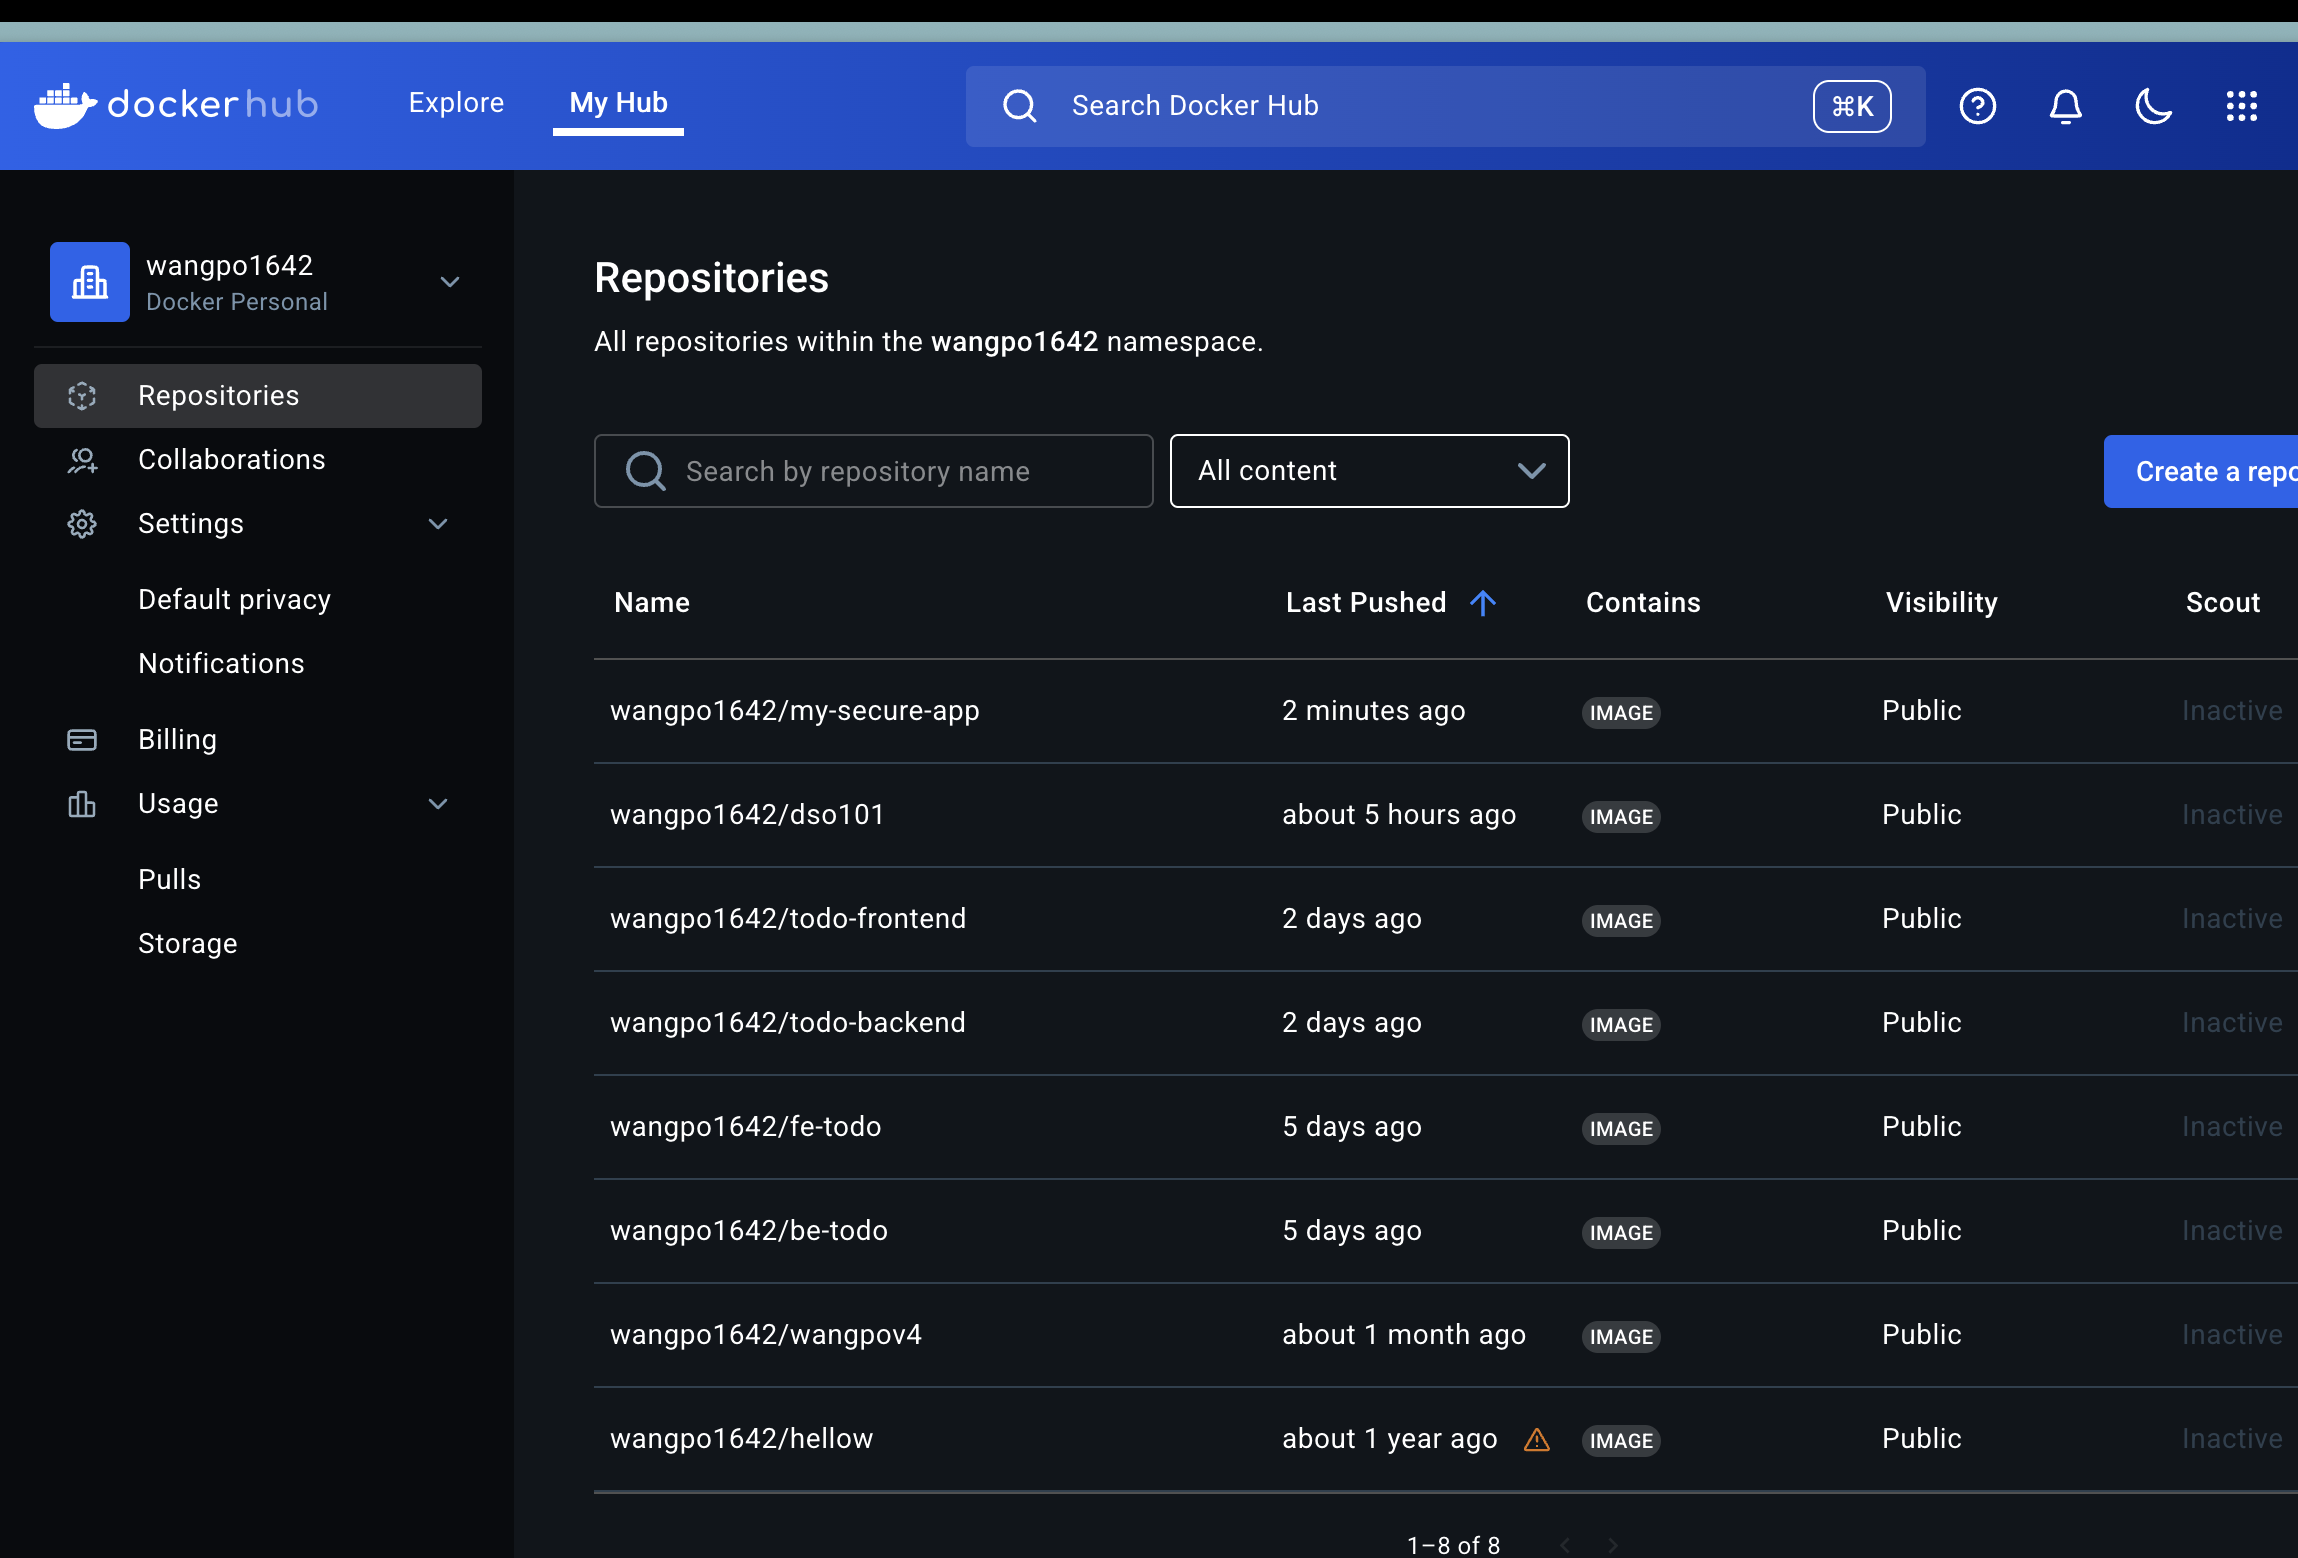 dockerhub
Explore
My Hub
Search Docker Hub
⌘K
wangpo1642
Docker Personal
Repositories
Collaborations
Settings
Default privacy
Notifications
Billing
Usage
Pulls
Storage
Repositories
All repositories within the wangpo1642 namespace.
Search by repository name
All content
Create a repo
Name Last Pushed Contains Visibility Scout
wangpo1642/my-secure-app 2 minutes ago IMAGE Public Inactive
wangpo1642/dso101 about 5 hours ago IMAGE Public Inactive
wangpo1642/todo-frontend 2 days ago IMAGE Public Inactive
wangpo1642/todo-backend 2 days ago IMAGE Public Inactive
wangpo1642/fe-todo 5 days ago IMAGE Public Inactive
wangpo1642/be-todo 5 days ago IMAGE Public Inactive
wangpo1642/wangpov4 about 1 month ago IMAGE Public Inactive
wangpo1642/hellow about 1 year ago IMAGE Public Inactive
1–8 of 8